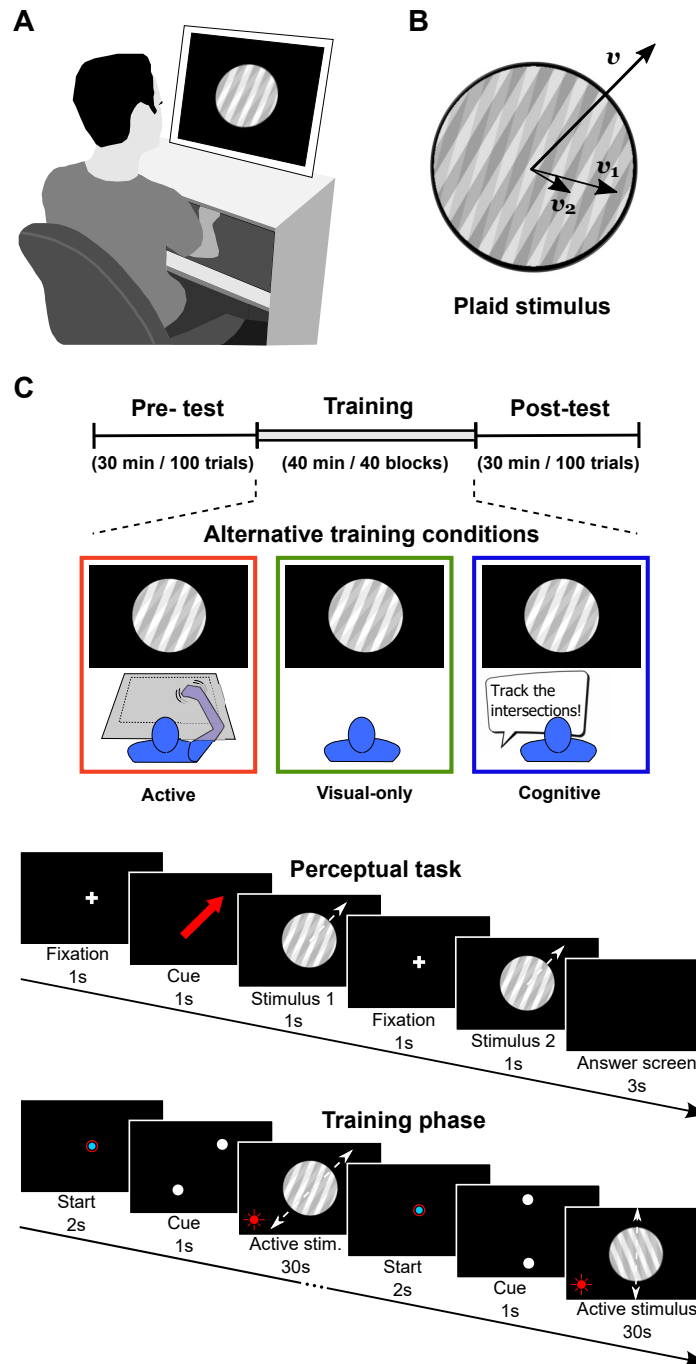 A
B
v
v1
v2
Plaid stimulus
C
Pre- test
Training
Post-test
(30 min / 100 trials)
(40 min / 40 blocks)
(30 min / 100 trials)
Alternative training conditions
Track the
intersections!
Active
Visual-only
Cognitive
Perceptual task
Fixation
1s
Cue
1s
Stimulus 1
1s
Fixation
1s
Stimulus 2
1s
Answer screen
3s
Training phase
Start
2s
Cue
1s
Active stim.
30s
...
Start
2s
Cue
1s
Active stimulus
30s